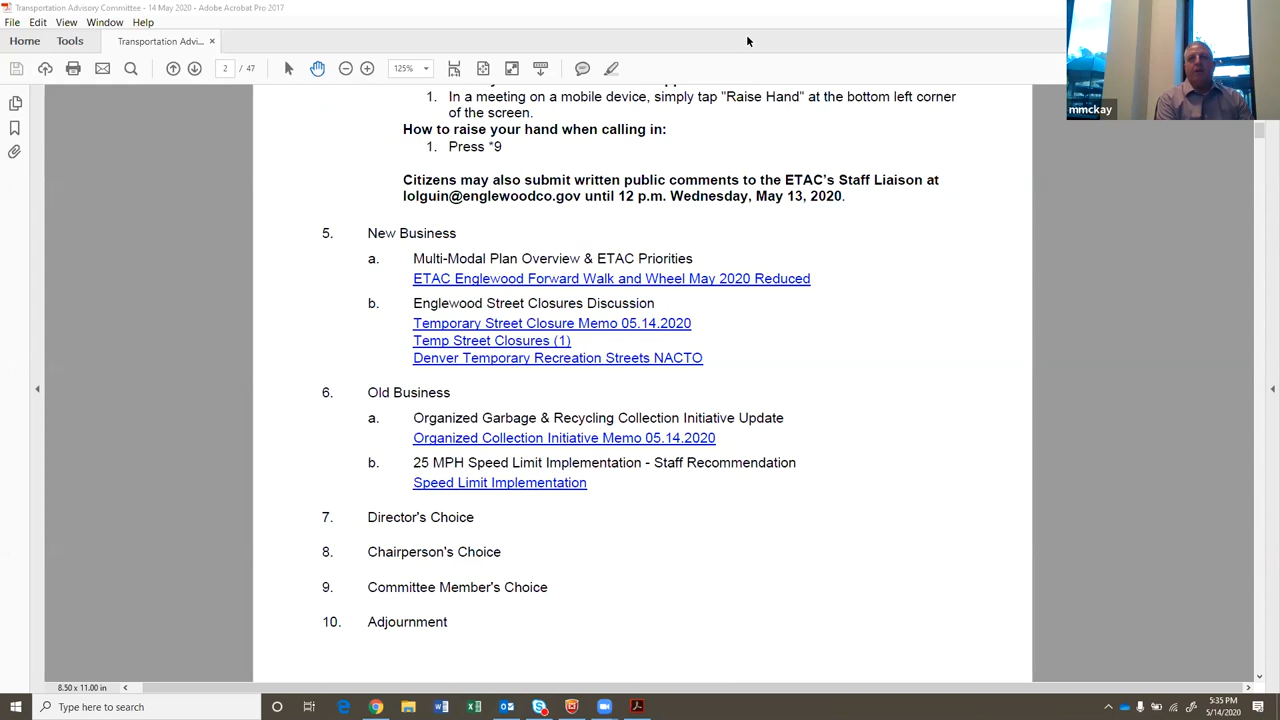 Transportation Advisory Committee - 14 May 2020 - Adobe Acrobat Pro 2017
File Edit View Window Help
Home Tools Transportation Advi... ×
2 / 47 125%
1. In a meeting on a mobile device, simply tap "Raise Hand" at the bottom left corner
of the screen.
How to raise your hand when calling in:
1. Press *9
Citizens may also submit written public comments to the ETAC's Staff Liaison at
lolguin@englewoodco.gov until 12 p.m. Wednesday, May 13, 2020.
5. New Business
a. Multi-Modal Plan Overview & ETAC Priorities
ETAC Englewood Forward Walk and Wheel May 2020 Reduced
b. Englewood Street Closures Discussion
Temporary Street Closure Memo 05.14.2020
Temp Street Closures (1)
Denver Temporary Recreation Streets NACTO
6. Old Business
a. Organized Garbage & Recycling Collection Initiative Update
Organized Collection Initiative Memo 05.14.2020
b. 25 MPH Speed Limit Implementation - Staff Recommendation
Speed Limit Implementation
7. Director's Choice
8. Chairperson's Choice
9. Committee Member's Choice
10. Adjournment
mmckay
8.50 x 11.00 in
Type here to search
5:35 PM
5/14/2020